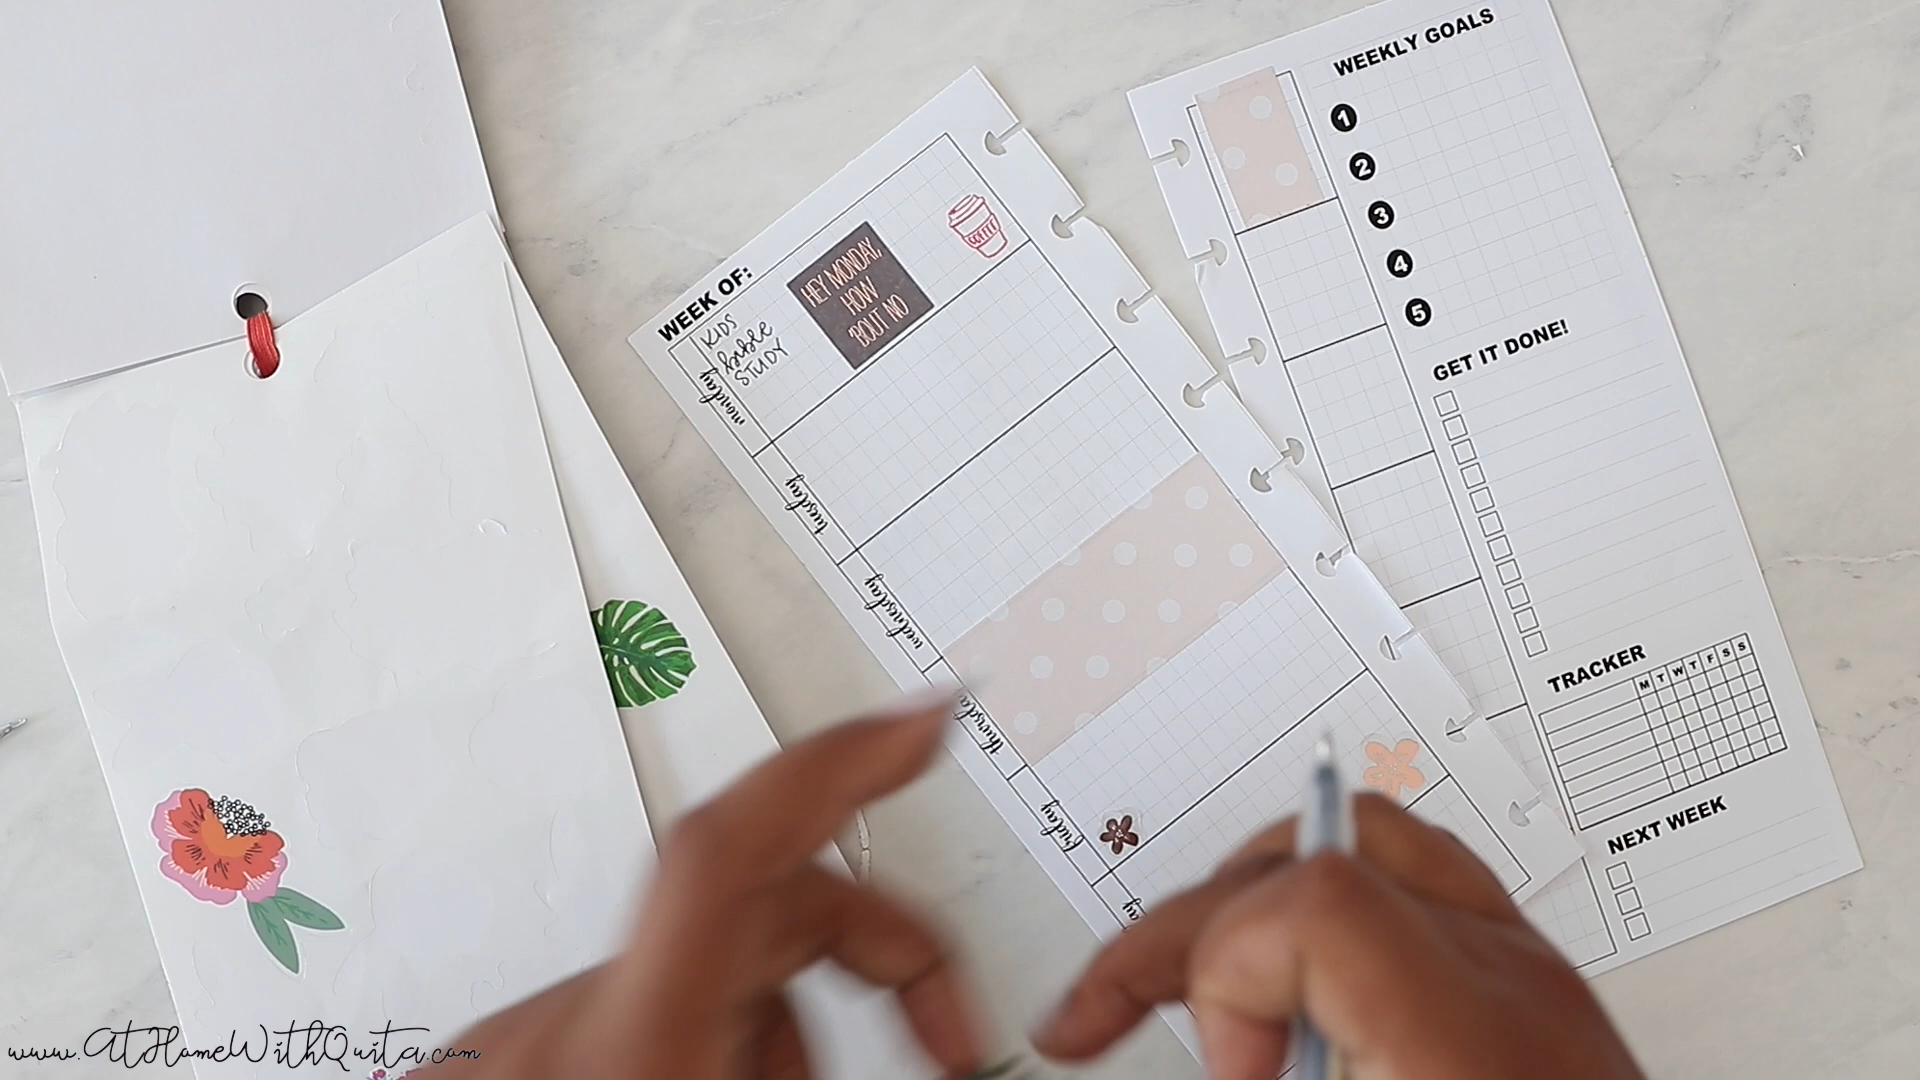 WEEK OF:
KIDS
bible
STUDY
HEY MONDAY,
HOW
'BOUT NO
COFFEE
monday
tuesday
wednesday
thursday
friday
WEEKLY GOALS
1
2
3
4
5
GET IT DONE!
TRACKER
M T W T F S S
NEXT WEEK
www.AtHomeWithQuita.com